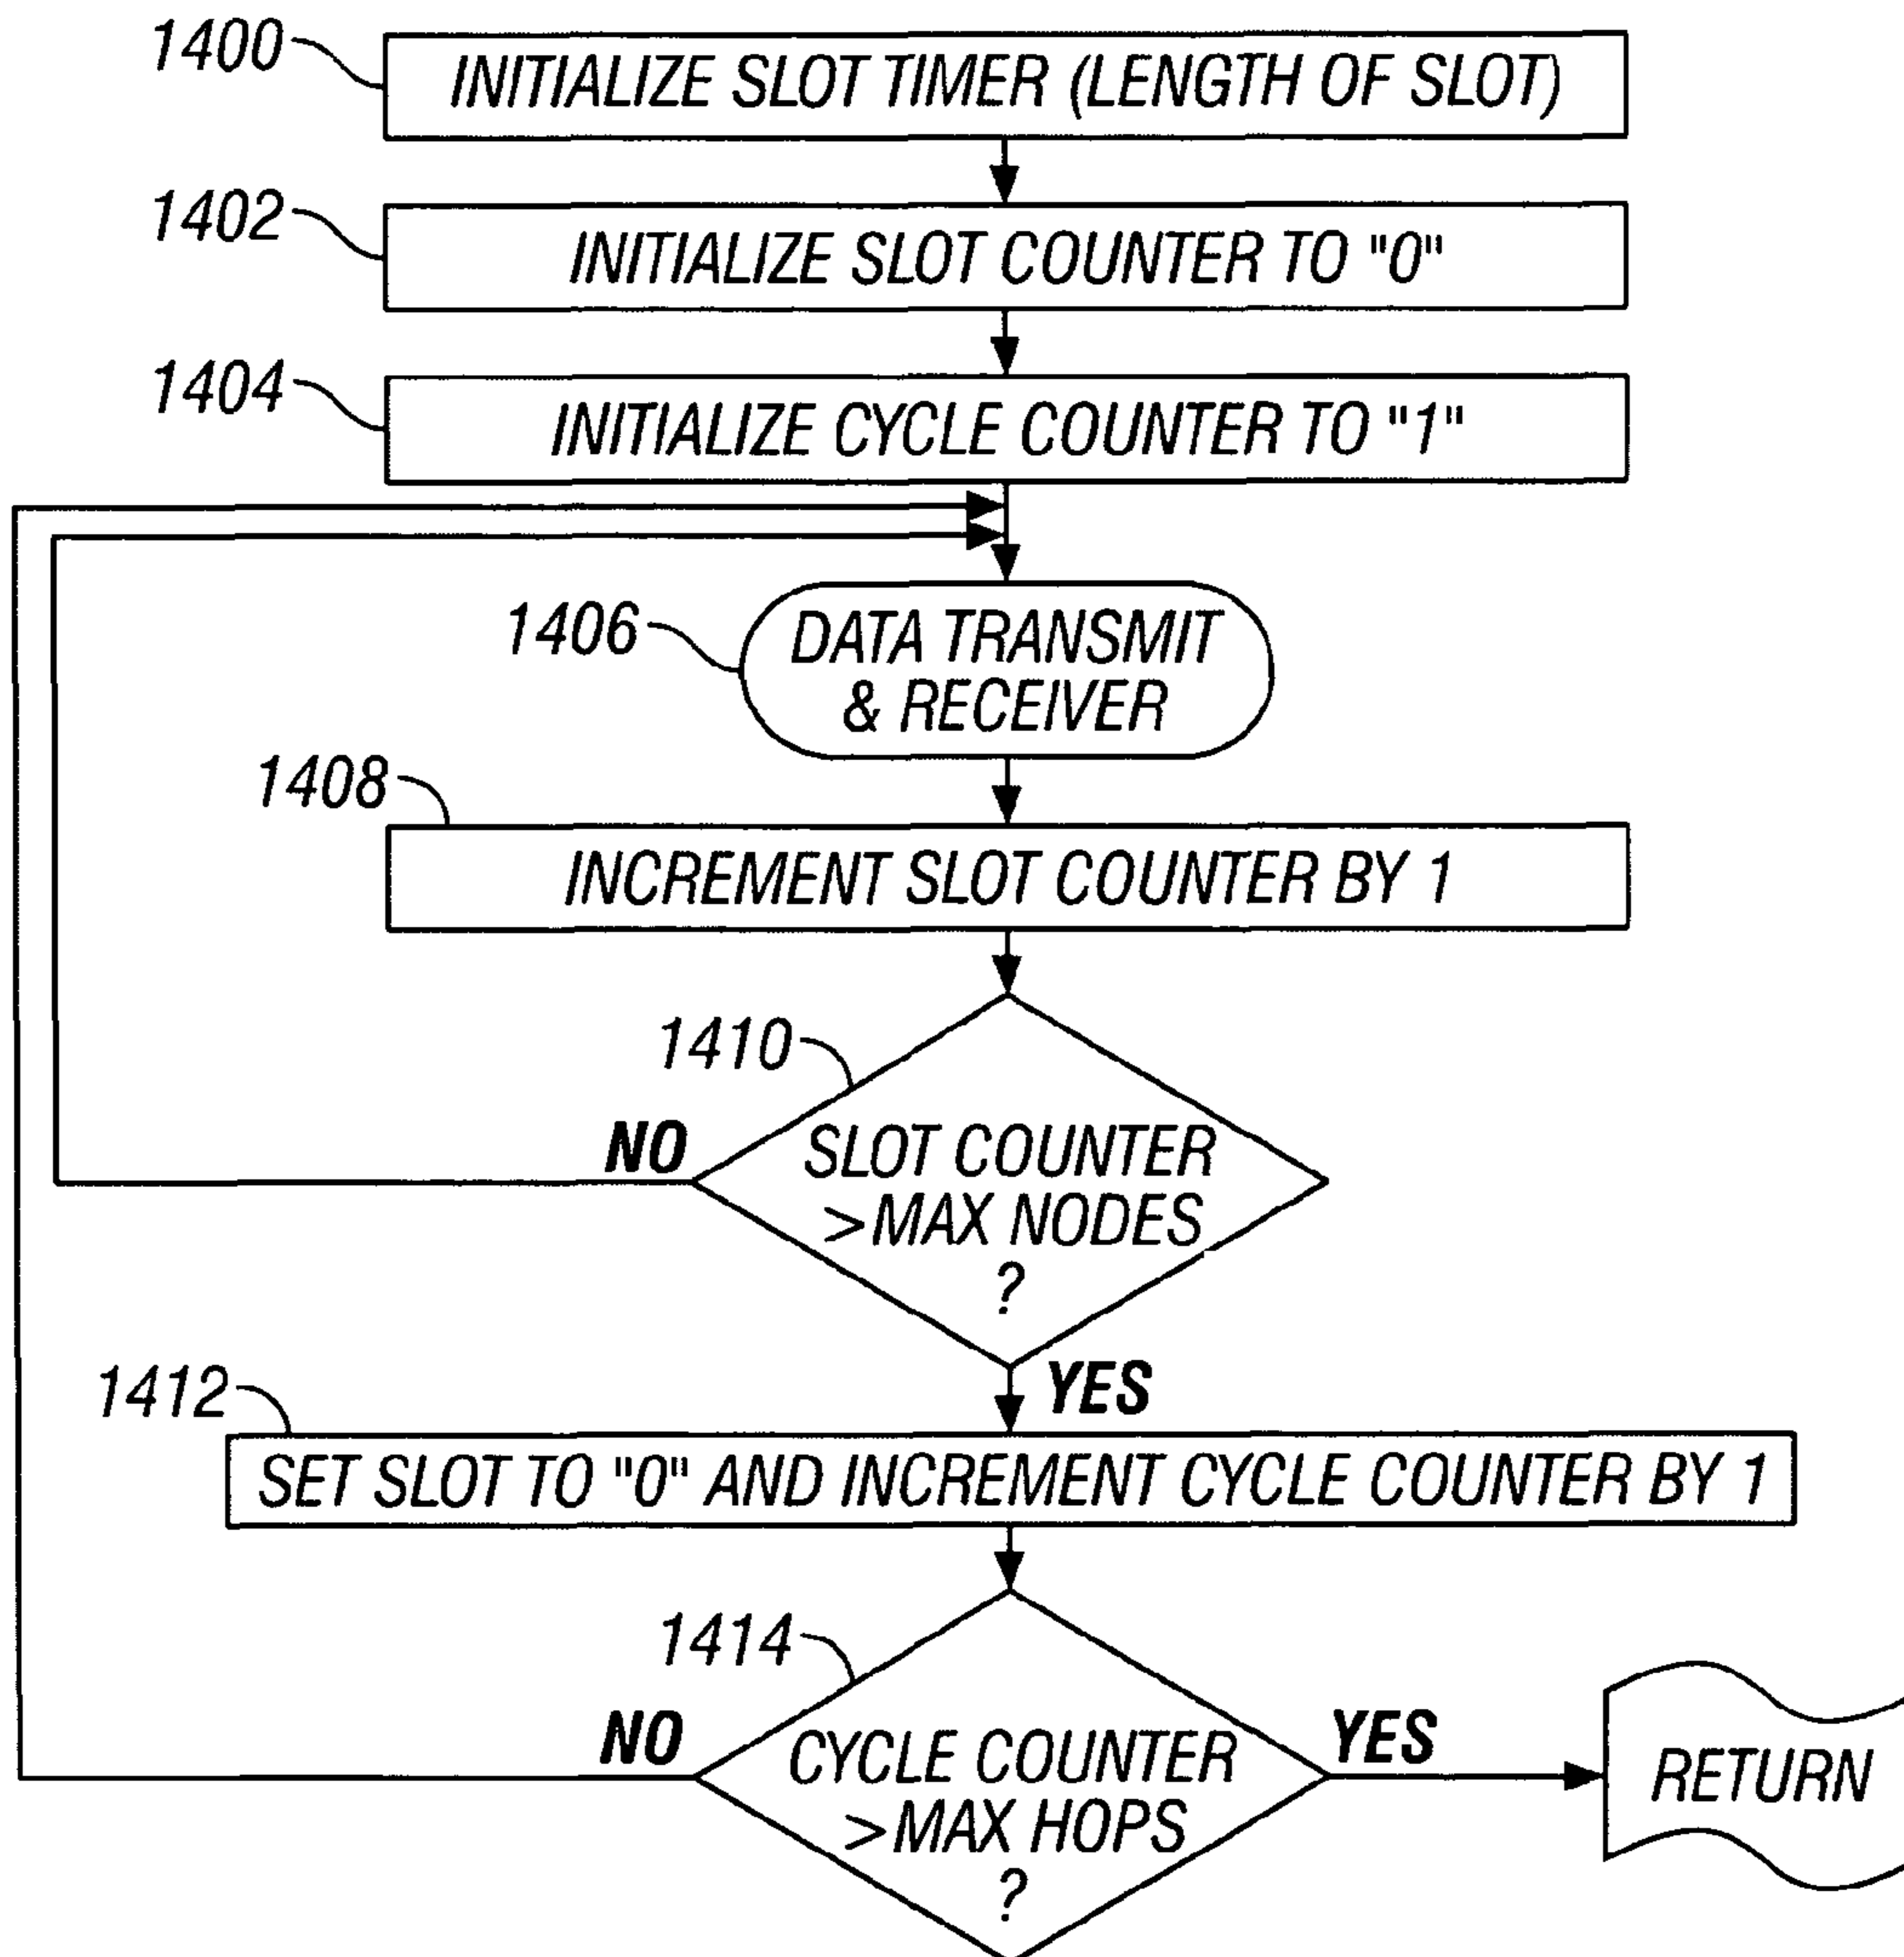 1400
INITIALIZE SLOT TIMER (LENGTH OF SLOT)
1402
INITIALIZE SLOT COUNTER TO "0"
1404
INITIALIZE CYCLE COUNTER TO "1"
1406
DATA TRANSMIT
& RECEIVER
1408
INCREMENT SLOT COUNTER BY 1
1410
NO
SLOT COUNTER
>MAX NODES
?
YES
1412
SET SLOT TO "0" AND INCREMENT CYCLE COUNTER BY 1
1414
NO
CYCLE COUNTER
>MAX HOPS
?
YES
RETURN